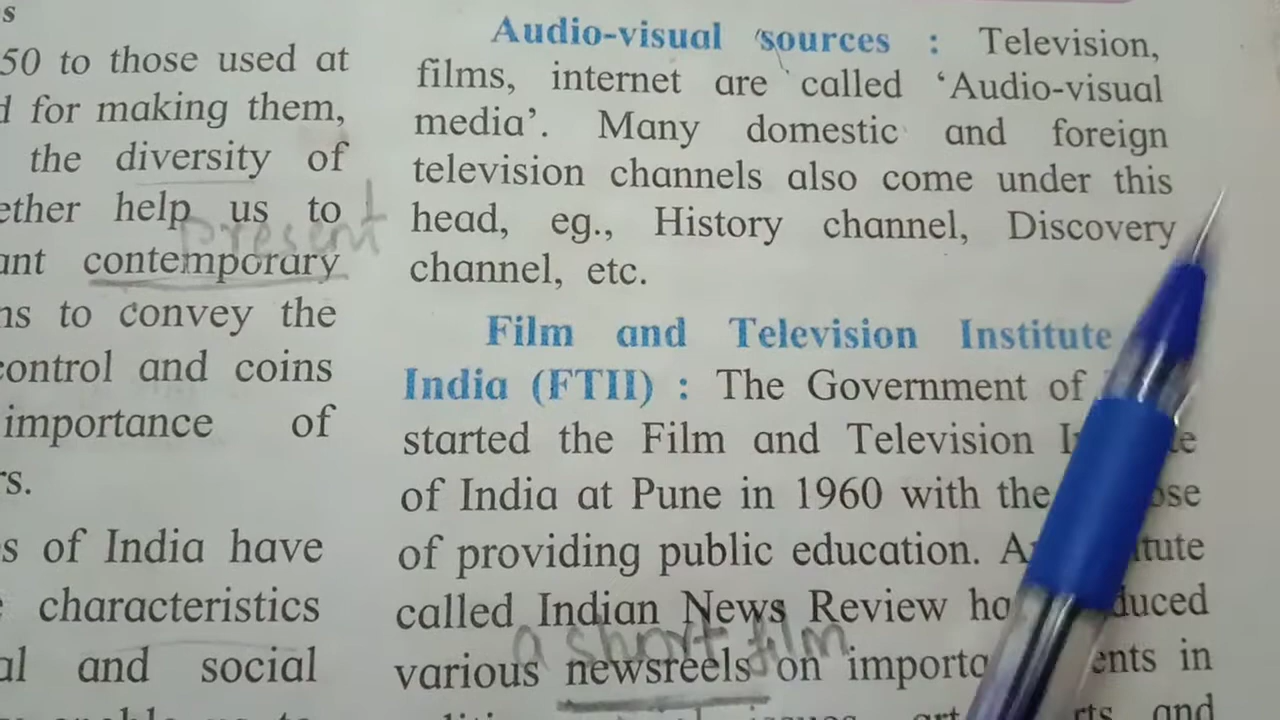 s
50 to those used at
for making them,
the diversity of
ether help us to
present
ant contemporary
ns to convey the
control and coins
importance of
rs.
s of India have
characteristics
al and social
Audio-visual sources : Television,
films, internet are called ‘Audio-visual
media’. Many domestic and foreign
television channels also come under this
head, eg., History channel, Discovery
channel, etc.
Film and Television Institute
India (FTII) : The Government of
started the Film and Television
of India at Pune in 1960 with the
of providing public education.
called Indian News Review
a short film
various newsreels on
and